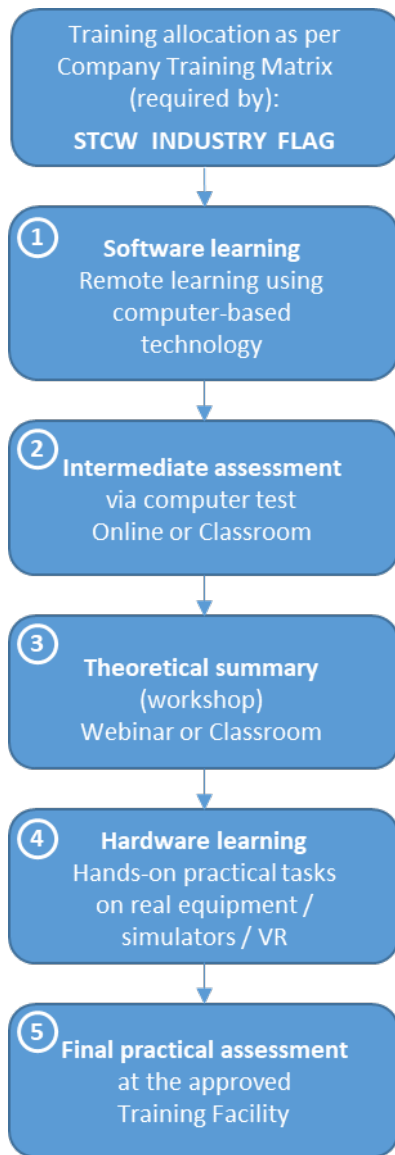 Training allocation as per
Company Training Matrix
(required by):
STCW INDUSTRY FLAG
1
Software learning
Remote learning using
computer-based
technology
2
Intermediate assessment
via computer test
Online or Classroom
3
Theoretical summary
(workshop)
Webinar or Classroom
4
Hardware learning
Hands-on practical tasks
on real equipment /
simulators / VR
5
Final practical assessment
at the approved
Training Facility